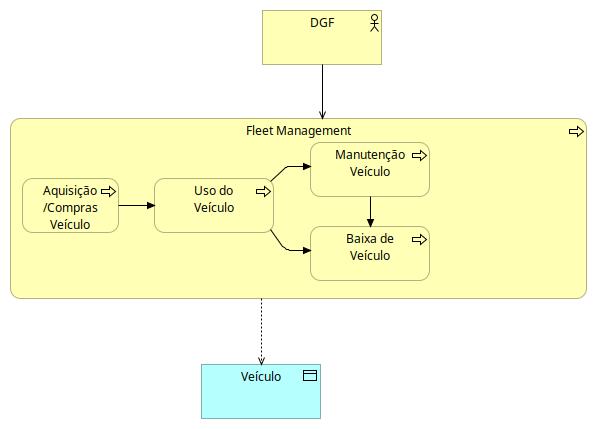 DGF
Fleet Management
Aquisição
/Compras
Veículo
Uso do
Veículo
Manutenção
Veículo
Baixa de
Veículo
Veículo